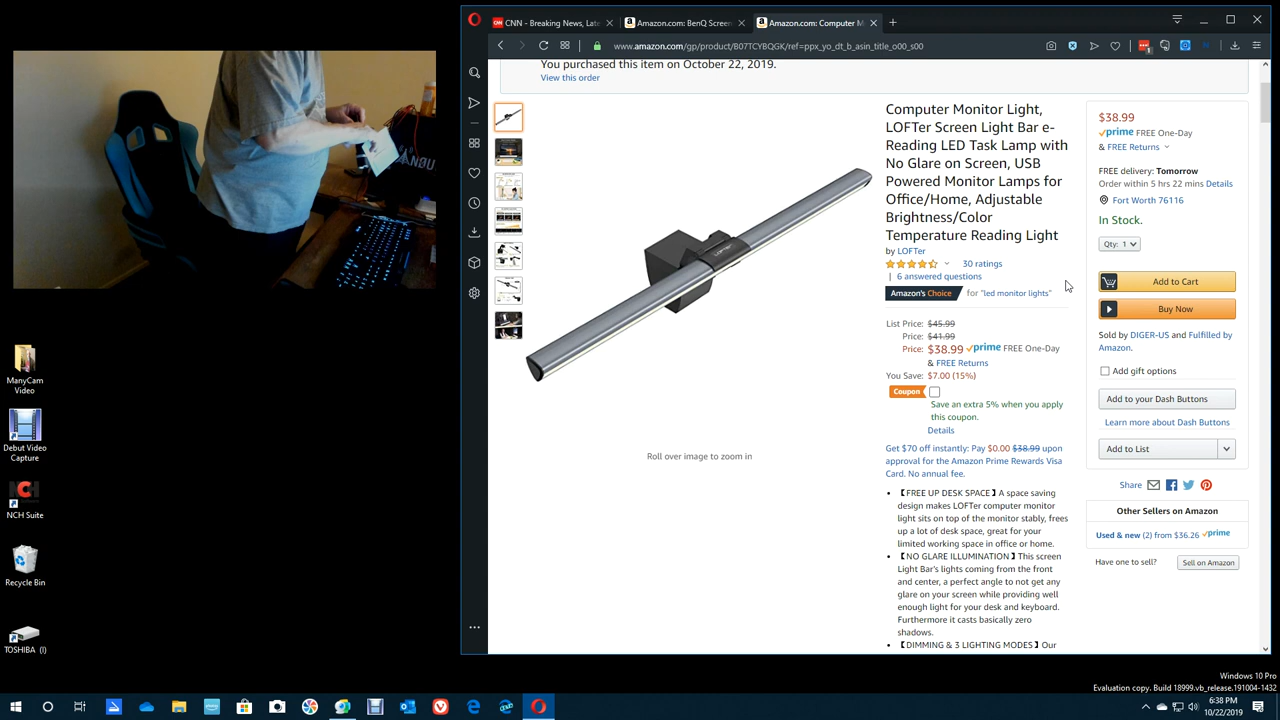 CNN - Breaking News, Late
Amazon.com: BenQ Screen
Amazon.com: Computer M
www.amazon.com/gp/product/B07TCYBQGK/ref=ppx_yo_dt_b_asin_title_o00_s00
You purchased this item on October 22, 2019.
View this order
Computer Monitor Light,
LOFTer Screen Light Bar e-
Reading LED Task Lamp with
No Glare on Screen, USB
Powered Monitor Lamps for
Office/Home, Adjustable
Brightness/Color
Temperature Reading Light
by LOFTer
30 ratings
| 6 answered questions
Amazon's Choice for "led monitor lights"
List Price: $45.99
Price: $41.99
Price: $38.99 prime FREE One-Day
& FREE Returns
You Save: $7.00 (15%)
Coupon
Save an extra 5% when you apply
this coupon.
Details
Get $70 off instantly: Pay $0.00 $38.99 upon
approval for the Amazon Prime Rewards Visa
Card. No annual fee.
【FREE UP DESK SPACE】A space saving
design makes LOFTer computer monitor
light sits on top of the monitor stably, frees
up a lot of desk space, great for your
limited working space in office or home.
【NO GLARE ILLUMINATION】This screen
Light Bar's lights coming from the front
and center, a perfect angle to not get any
glare on your screen while providing well
enough light for your desk and keyboard.
Furthermore it casts basically zero
shadows.
【DIMMING & 3 LIGHTING MODES】Our
Roll over image to zoom in
$38.99
prime FREE One-Day
& FREE Returns
FREE delivery: Tomorrow
Order within 5 hrs 22 mins Details
Fort Worth 76116
In Stock.
Qty: 1
Add to Cart
Buy Now
Sold by DIGER-US and Fulfilled by
Amazon.
Add gift options
Add to your Dash Buttons
Learn more about Dash Buttons
Add to List
Share
Other Sellers on Amazon
Used & new (2) from $36.26 prime
Have one to sell? Sell on Amazon
ManyCam
Video
Debut Video
Capture
NCH Suite
Recycle Bin
TOSHIBA (I)
Windows 10 Pro
Evaluation copy. Build 18999.vb_release.191004-1432
6:38 PM
10/22/2019